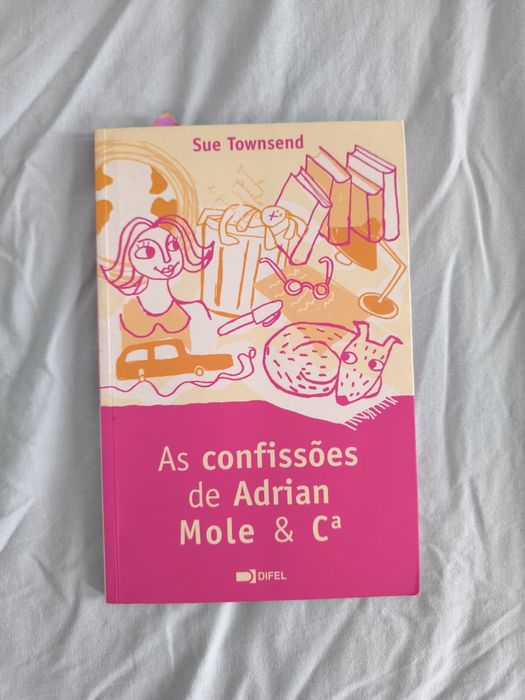 Sue Townsend
As confissões
de Adrian
Mole & Cª
DIFEL